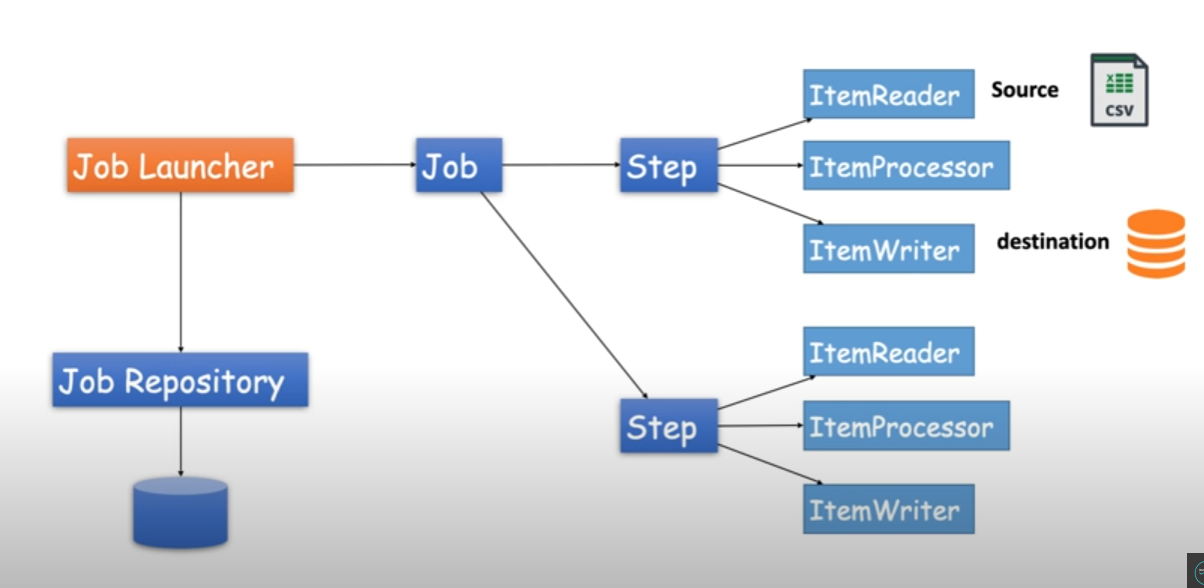 ItemReader
Source
CSV
Job Launcher
Job
Step
ItemProcessor
ItemWriter
destination
ItemReader
Job Repository
Step
ItemProcessor
ItemWriter